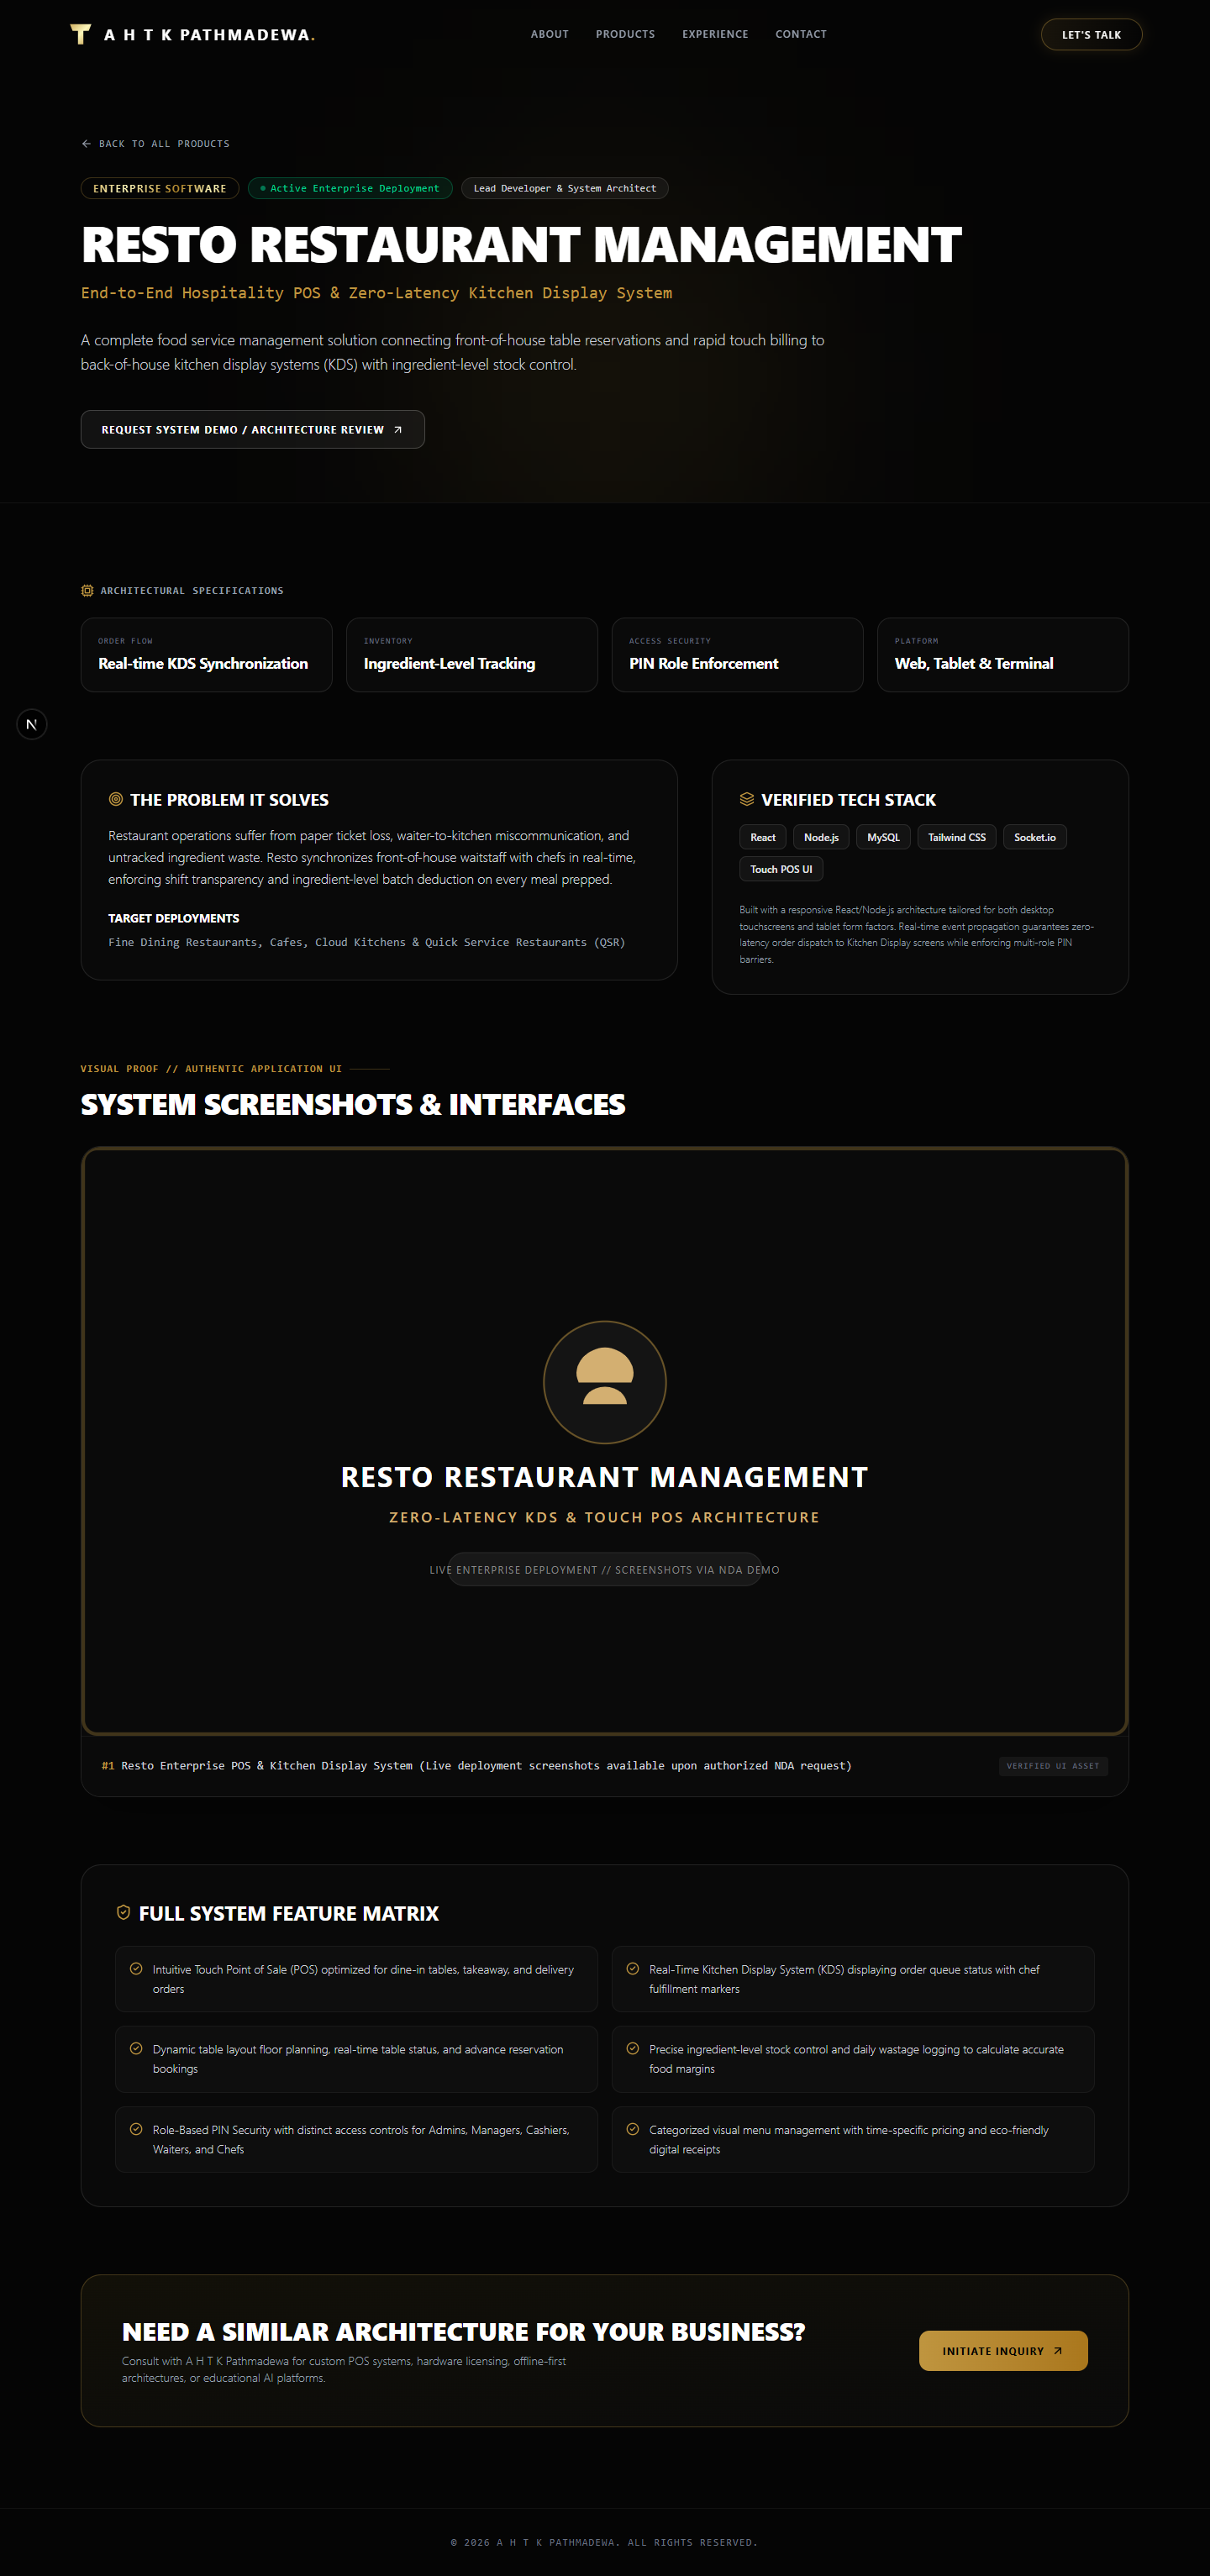 A H T K PATHMADEWA.
ABOUT
PRODUCTS
EXPERIENCE
CONTACT
LET'S TALK
BACK TO ALL PRODUCTS
ENTERPRISE SOFTWARE
Active Enterprise Deployment
Lead Developer & System Architect
RESTO RESTAURANT MANAGEMENT
End-to-End Hospitality POS & Zero-Latency Kitchen Display System
A complete food service management solution connecting front-of-house table reservations and rapid touch billing to
back-of-house kitchen display systems (KDS) with ingredient-level stock control.
REQUEST SYSTEM DEMO / ARCHITECTURE REVIEW
ARCHITECTURAL SPECIFICATIONS
ORDER FLOW
Real-time KDS Synchronization
INVENTORY
Ingredient-Level Tracking
ACCESS SECURITY
PIN Role Enforcement
PLATFORM
Web, Tablet & Terminal
N
THE PROBLEM IT SOLVES
Restaurant operations suffer from paper ticket loss, waiter-to-kitchen miscommunication, and
untracked ingredient waste. Resto synchronizes front-of-house waitstaff with chefs in real-time,
enforcing shift transparency and ingredient-level batch deduction on every meal prepped.
TARGET DEPLOYMENTS
Fine Dining Restaurants, Cafes, Cloud Kitchens & Quick Service Restaurants (QSR)
VERIFIED TECH STACK
React
Node.js
MySQL
Tailwind CSS
Socket.io
Touch POS UI
Built with a responsive React/Node.js architecture tailored for both desktop
touchscreens and tablet form factors. Real-time event propagation guarantees zero-
latency order dispatch to Kitchen Display screens while enforcing multi-role PIN
barriers.
VISUAL PROOF // AUTHENTIC APPLICATION UI
SYSTEM SCREENSHOTS & INTERFACES
RESTO RESTAURANT MANAGEMENT
ZERO-LATENCY KDS & TOUCH POS ARCHITECTURE
LIVE ENTERPRISE DEPLOYMENT // SCREENSHOTS VIA NDA DEMO
#1 Resto Enterprise POS & Kitchen Display System (Live deployment screenshots available upon authorized NDA request)
VERIFIED UI ASSET
FULL SYSTEM FEATURE MATRIX
Intuitive Touch Point of Sale (POS) optimized for dine-in tables, takeaway, and delivery
orders
Real-Time Kitchen Display System (KDS) displaying order queue status with chef
fulfillment markers
Dynamic table layout floor planning, real-time table status, and advance reservation
bookings
Precise ingredient-level stock control and daily wastage logging to calculate accurate
food margins
Role-Based PIN Security with distinct access controls for Admins, Managers, Cashiers,
Waiters, and Chefs
Categorized visual menu management with time-specific pricing and eco-friendly
digital receipts
NEED A SIMILAR ARCHITECTURE FOR YOUR BUSINESS?
Consult with A H T K Pathmadewa for custom POS systems, hardware licensing, offline-first
architectures, or educational AI platforms.
INITIATE INQUIRY
© 2026 A H T K PATHMADEWA. ALL RIGHTS RESERVED.